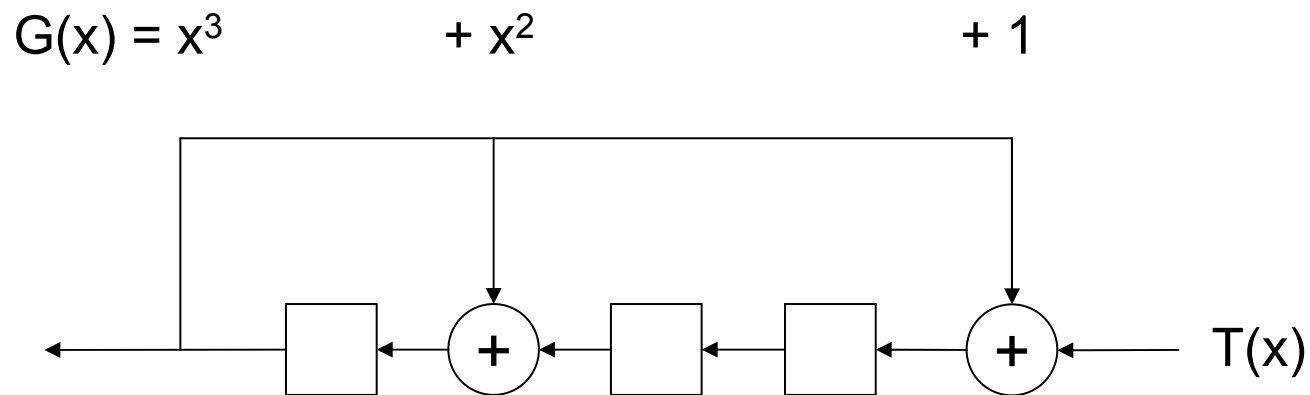 G(x) = x³ + x² + 1
+ + T(x)